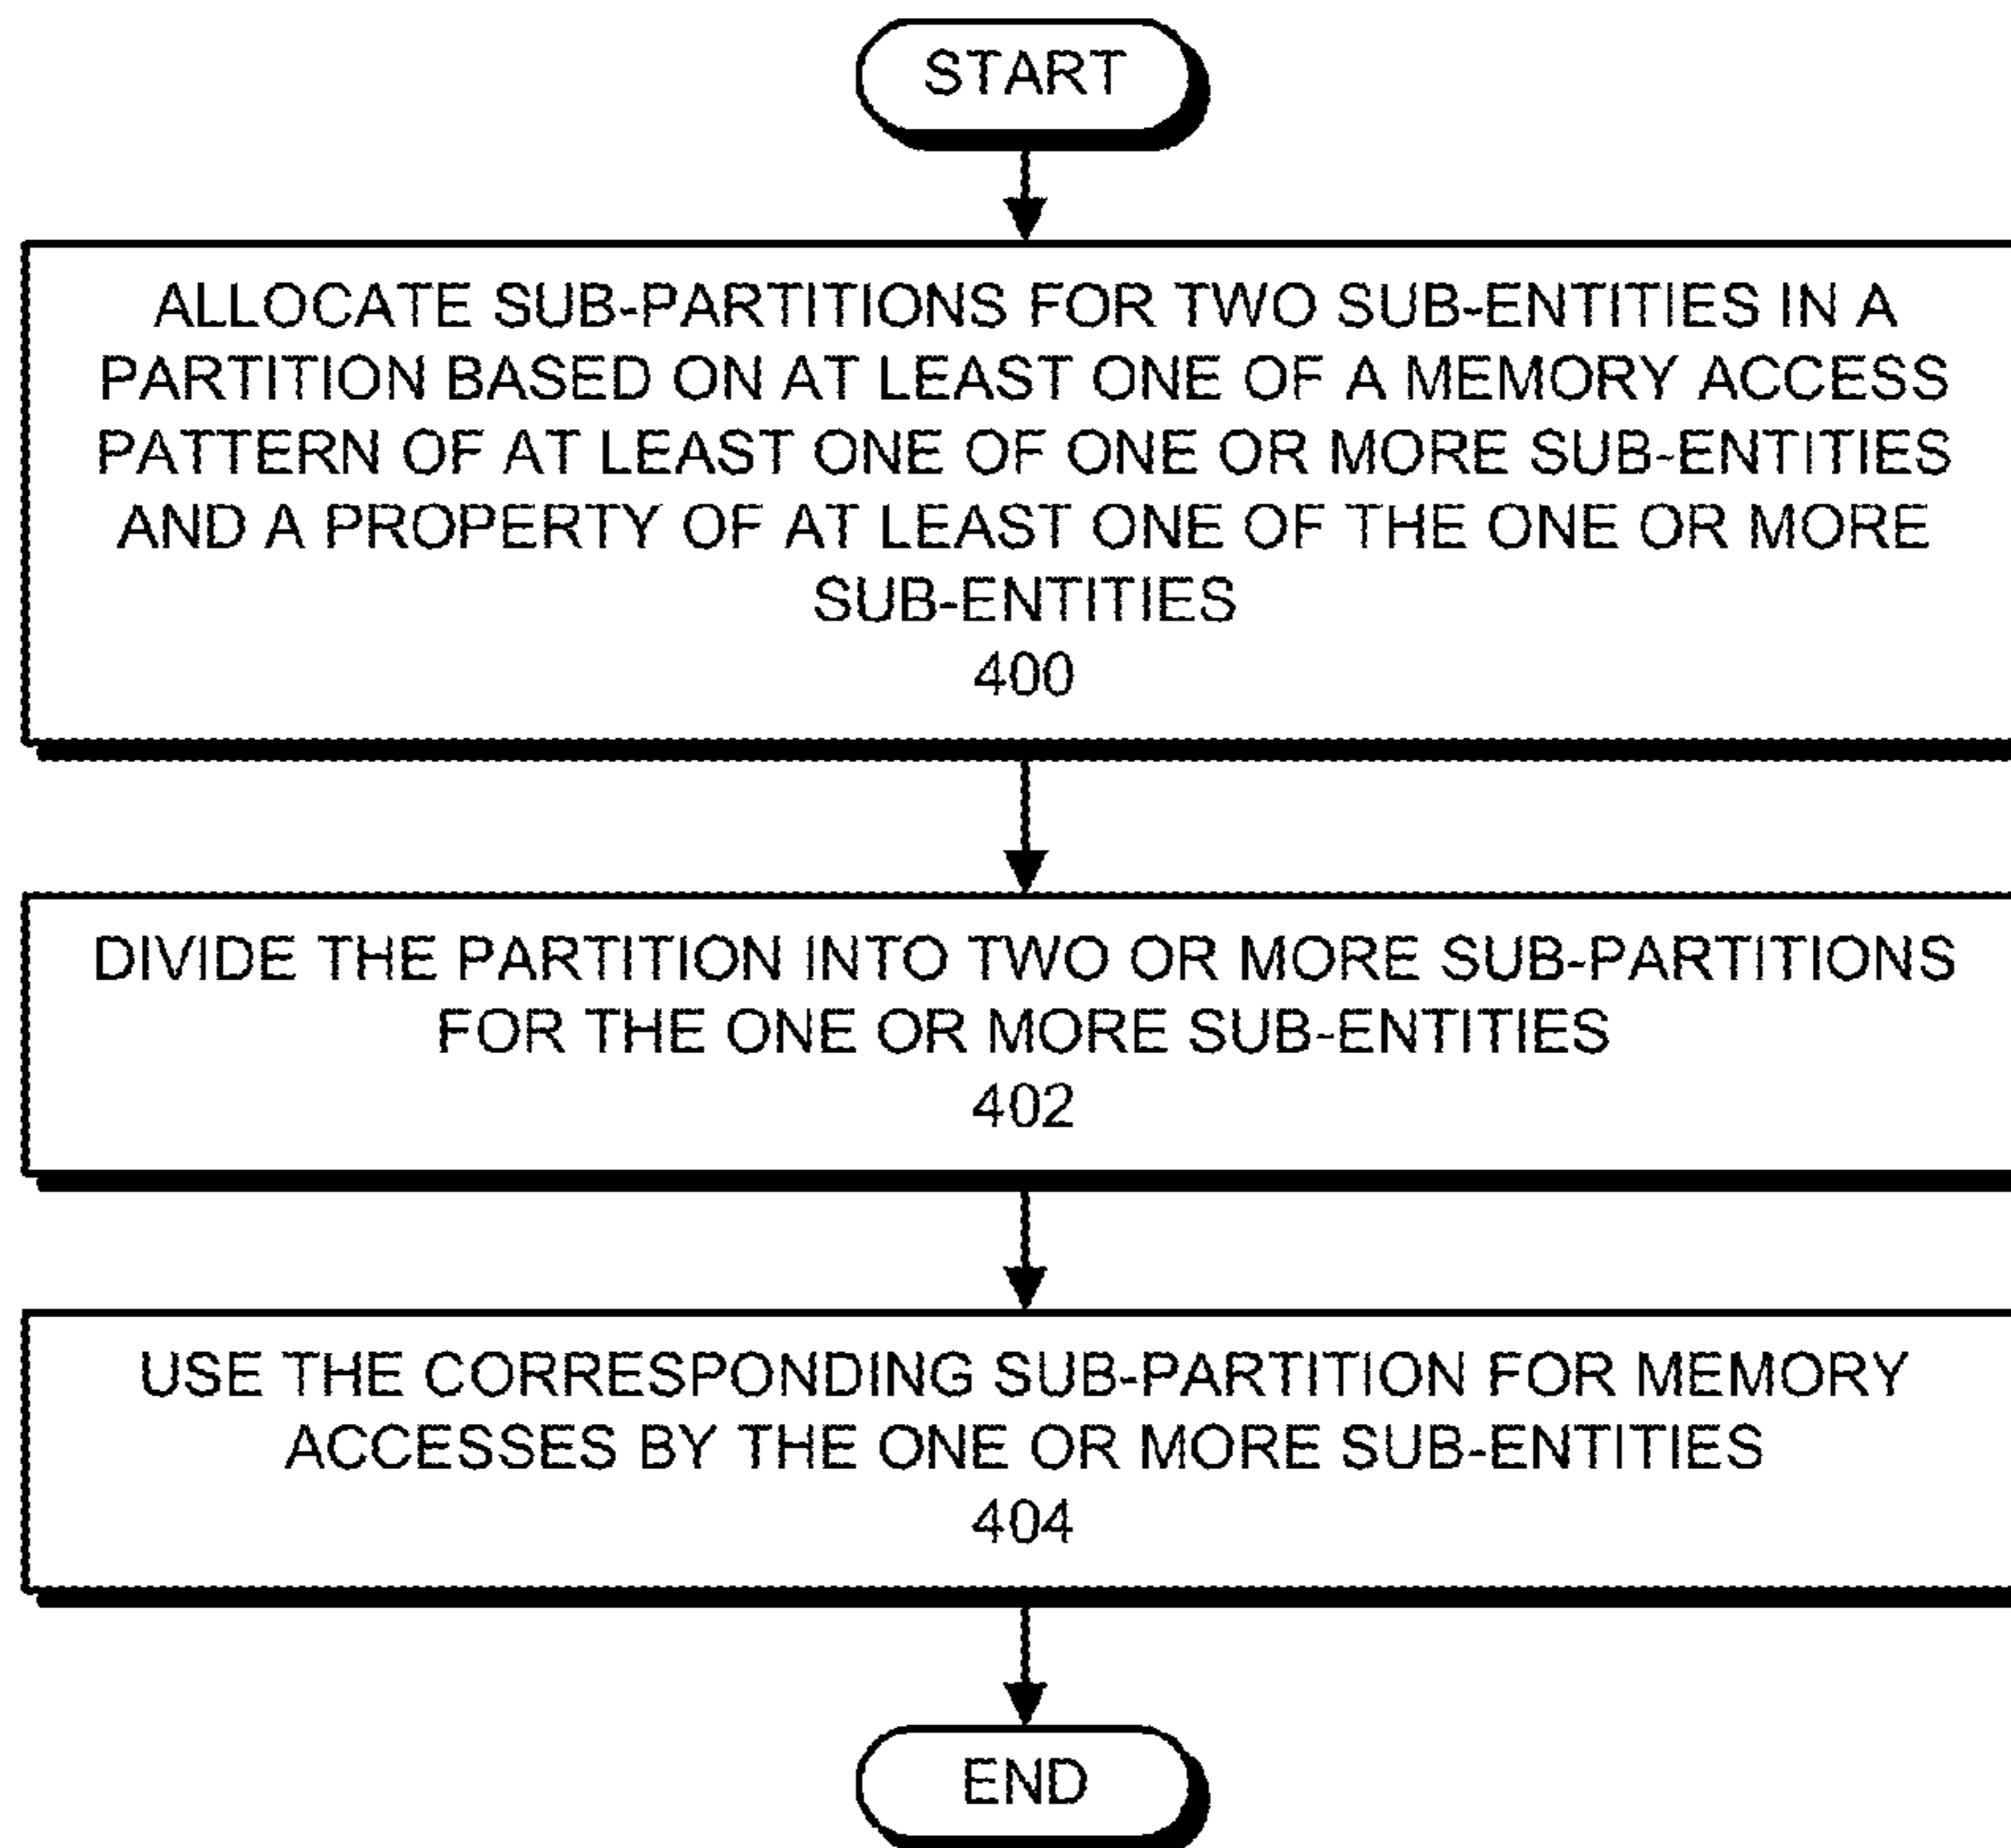 START
ALLOCATE SUB-PARTITIONS FOR TWO SUB-ENTITIES IN A
PARTITION BASED ON AT LEAST ONE OF A MEMORY ACCESS
PATTERN OF AT LEAST ONE OF ONE OR MORE SUB-ENTITIES
AND A PROPERTY OF AT LEAST ONE OF THE ONE OR MORE
SUB-ENTITIES
400
DIVIDE THE PARTITION INTO TWO OR MORE SUB-PARTITIONS
FOR THE ONE OR MORE SUB-ENTITIES
402
USE THE CORRESPONDING SUB-PARTITION FOR MEMORY
ACCESSES BY THE ONE OR MORE SUB-ENTITIES
404
END